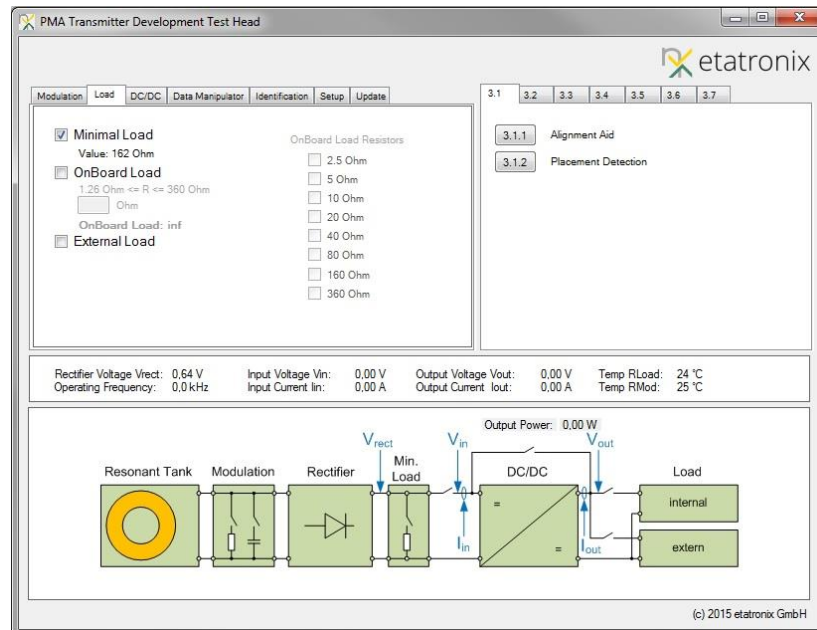 PMA Transmitter Development Test Head
etatronix
Modulation Load DC/DC Data Manipulator Identification Setup Update
Minimal Load
Value: 162 Ohm
OnBoard Load
1.26 Ohm <= R <= 360 Ohm
Ohm
OnBoard Load: inf
External Load
OnBoard Load Resistors
2.5 Ohm
5 Ohm
10 Ohm
20 Ohm
40 Ohm
80 Ohm
160 Ohm
360 Ohm
3.1 3.2 3.3 3.4 3.5 3.6 3.7
3.1.1 Alignment Aid
3.1.2 Placement Detection
Rectifier Voltage Vrect: 0,64 V Input Voltage Vin: 0,00 V Output Voltage Vout: 0,00 V Temp RLoad: 24 °C
Operating Frequency: 0,0 kHz Input Current Iin: 0,00 A Output Current Iout: 0,00 A Temp RMod: 25 °C
Output Power: 0,00 W
Vrect Vin Vout
Resonant Tank Modulation Rectifier Min. Load DC/DC Load
= =
internal
extern
Iin Iout
(c) 2015 etatronix GmbH